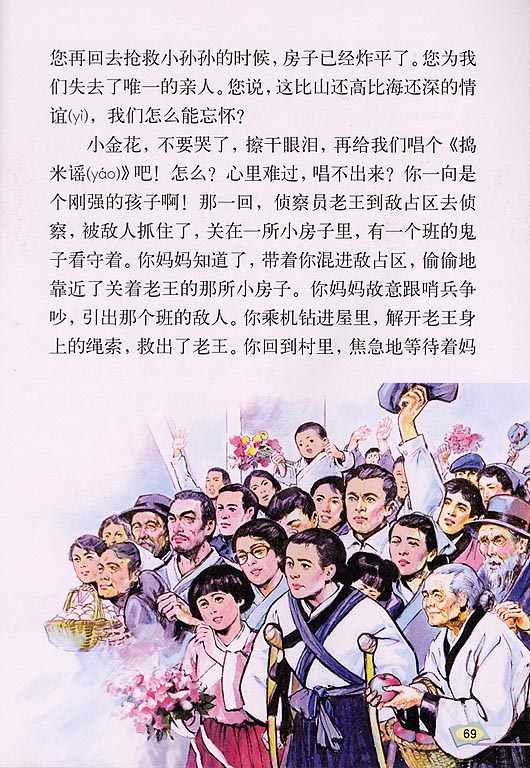 您再回去抢救小孙孙的时候，房子已经炸平了。您为我
们失去了唯一的亲人。您说，这比山还高比海还深的情
谊(yì)，我们怎么能忘怀？
小金花，不要哭了，擦干眼泪，再给我们唱个《捣
米谣(yáo)》吧！怎么？心里难过，唱不出来？你一向是
个刚强的孩子啊！那一回，侦察员老王到敌占区去侦
察，被敌人抓住了，关在一所小房子里，有一个班的鬼
子看守着。你妈妈知道了，带着你混进敌占区，偷偷地
靠近了关着老王的那所小房子。你妈妈故意跟哨兵争
吵，引出那个班的敌人。你乘机钻进屋里，解开老王身
上的绳索，救出了老王。你回到村里，焦急地等待着妈
69